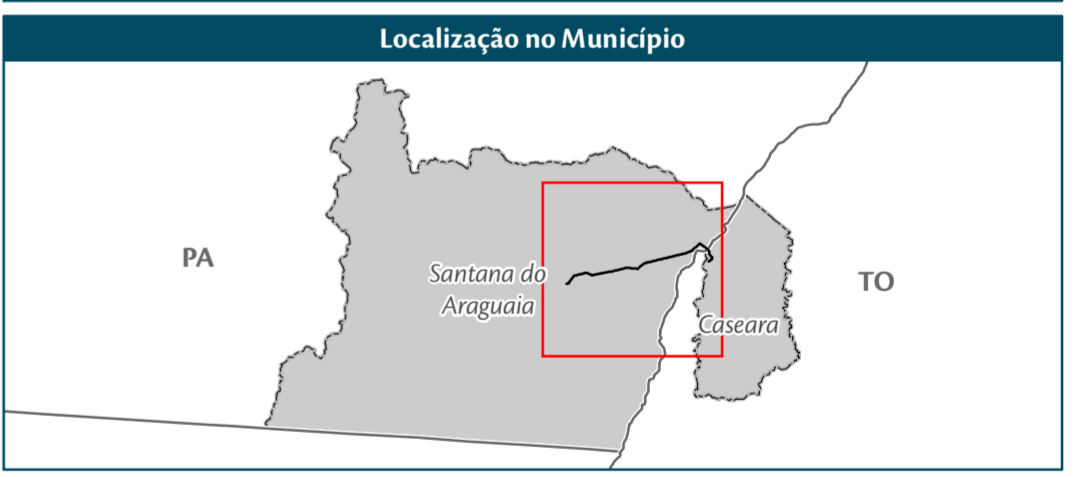 Localização no Município
PA
Santana do
Araguaia
TO
Caseara